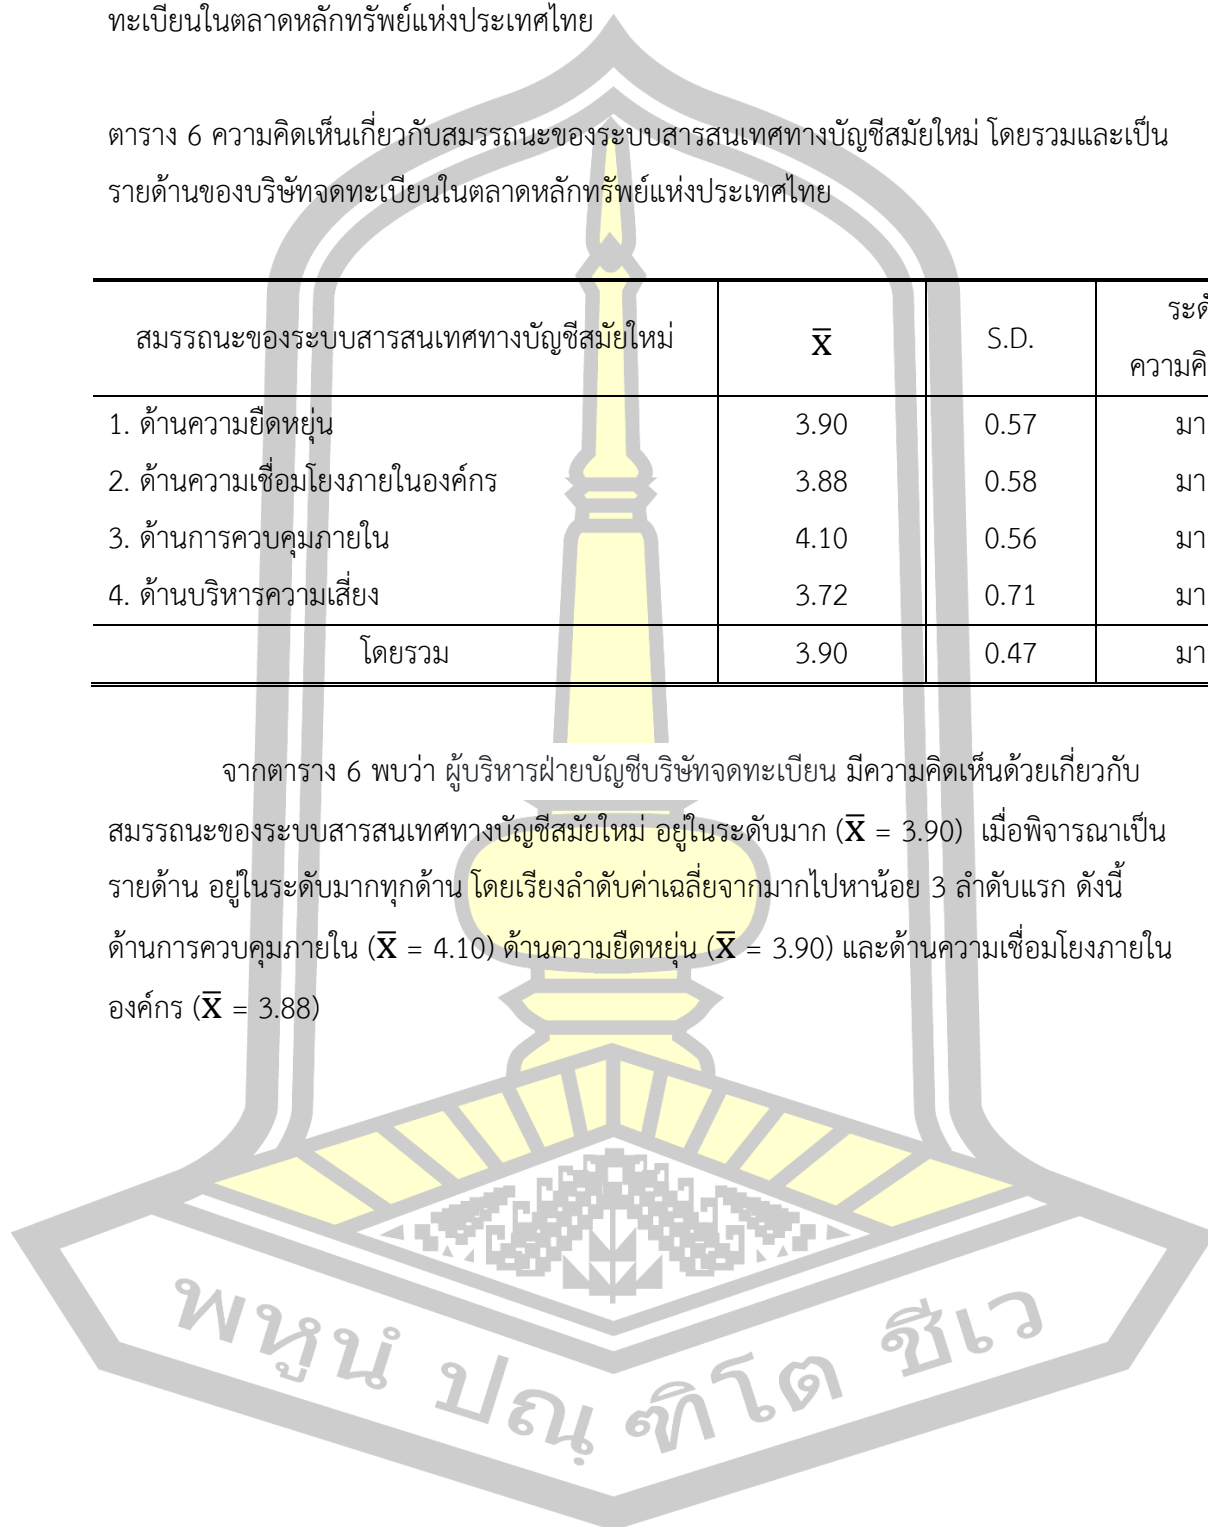 ทะเบียนในตลาดหลักทรัพย์แห่งประเทศไทย
ตาราง 6 ความคิดเห็นเกี่ยวกับสมรรถนะของระบบสารสนเทศทางบัญชีสมัยใหม่ โดยรวมและเป็น
รายด้านของบริษัทจดทะเบียนในตลาดหลักทรัพย์แห่งประเทศไทย
สมรรถนะของระบบสารสนเทศทางบัญชีสมัยใหม่ X̅ S.D. ระดั
ความคิ
1. ด้านความยืดหยุ่น 3.90 0.57 มา
2. ด้านความเชื่อมโยงภายในองค์กร 3.88 0.58 มา
3. ด้านการควบคุมภายใน 4.10 0.56 มา
4. ด้านบริหารความเสี่ยง 3.72 0.71 มา
โดยรวม 3.90 0.47 มา
จากตาราง 6 พบว่า ผู้บริหารฝ่ายบัญชีบริษัทจดทะเบียน มีความคิดเห็นด้วยเกี่ยวกับ
สมรรถนะของระบบสารสนเทศทางบัญชีสมัยใหม่ อยู่ในระดับมาก (X̅ = 3.90) เมื่อพิจารณาเป็น
รายด้าน อยู่ในระดับมากทุกด้าน โดยเรียงลำดับค่าเฉลี่ยจากมากไปหาน้อย 3 ลำดับแรก ดังนี้
ด้านการควบคุมภายใน (X̅ = 4.10) ด้านความยืดหยุ่น (X̅ = 3.90) และด้านความเชื่อมโยงภายใน
องค์กร (X̅ = 3.88)
พหูนํ ปณฺฑิโต ชีเว